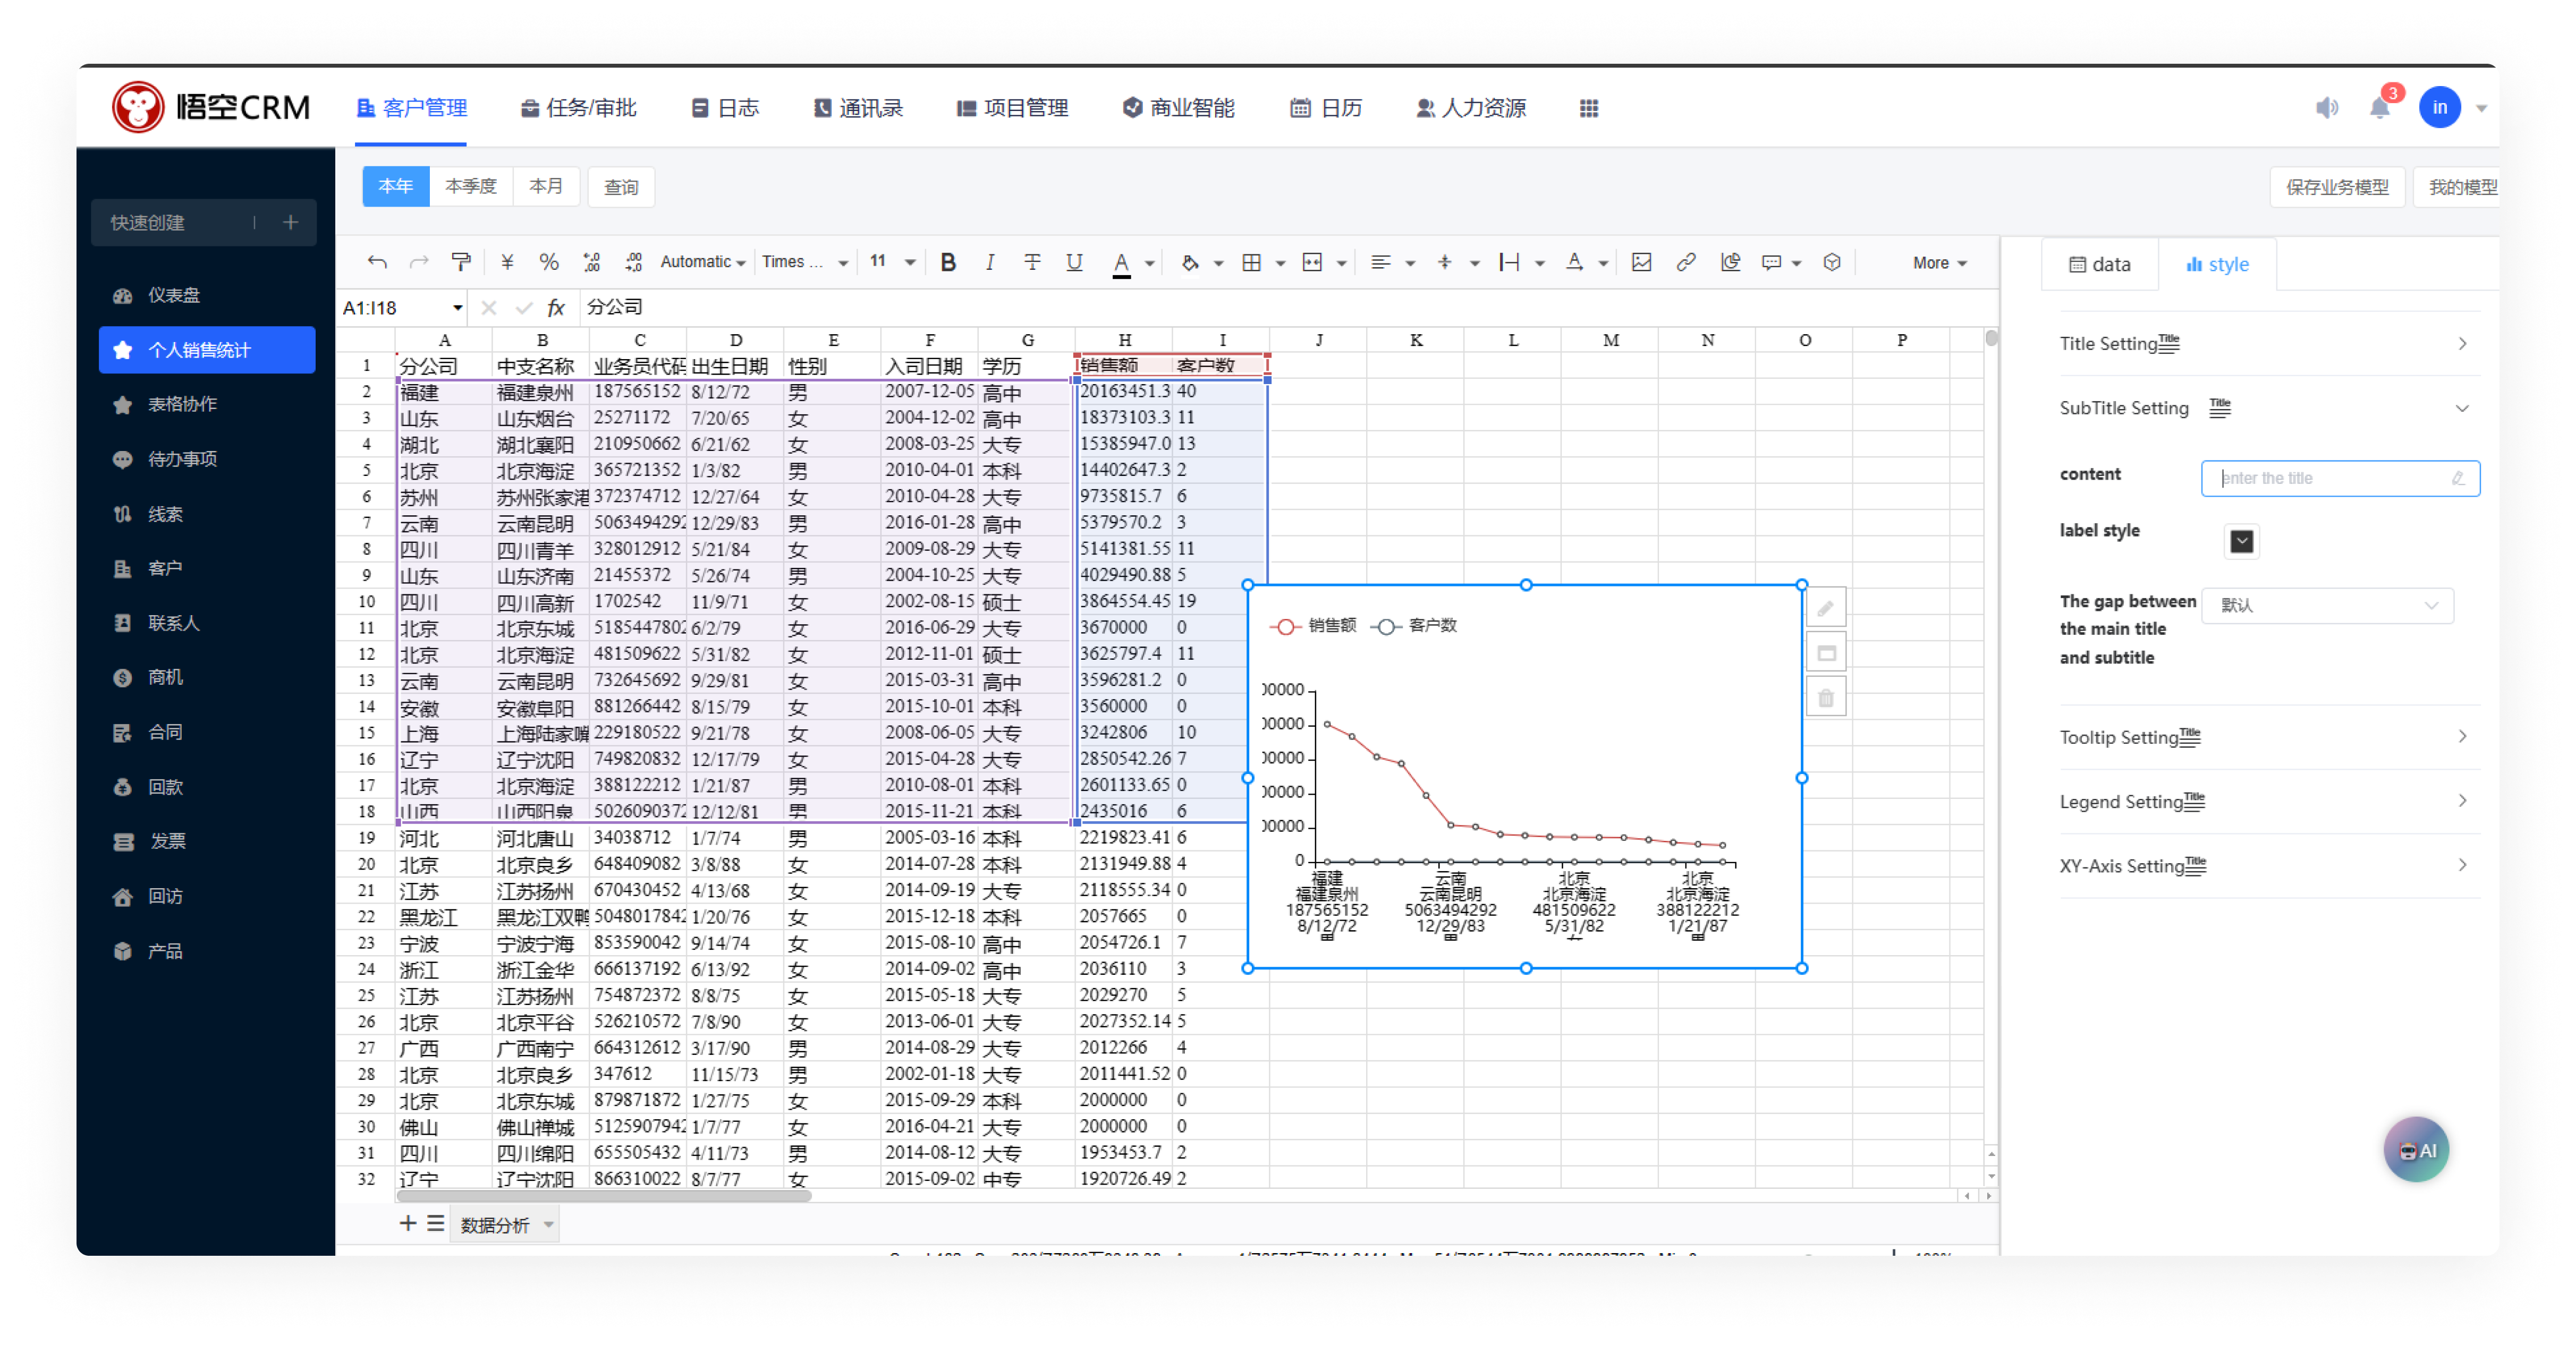 悟空CRM 客户管理 任务/审批 日志 通讯录 项目管理 商业智能 日历 人力资源 3 in
本年 本季度 本月 查询 保存业务模型 我的模型
快速创建
仪表盘
个人销售统计
表格协作
待办事项
线索
客户
联系人
商机
合同
回款
发票
回访
产品
¥ % .0 .00 .00 .0 Automatic Times ... 11 B I T U A More
A1:I18 fx 分公司
A B C D E F G H I J K L M N O P
1 分公司 中支名称 业务员代码 出生日期 性别 入司日期 学历 销售额 客户数
2 福建 福建泉州 187565152 8/12/72 男 2007-12-05 高中 20163451.3 40
3 山东 山东烟台 25271172 7/20/65 女 2004-12-02 高中 18373103.3 11
4 湖北 湖北襄阳 210950662 6/21/62 女 2008-03-25 大专 15385947.0 13
5 北京 北京海淀 365721352 1/3/82 男 2010-04-01 本科 14402647.3 2
6 苏州 苏州张家港 372374712 12/27/64 女 2010-04-28 大专 9735815.7 6
7 云南 云南昆明 5063494292 12/29/83 男 2016-01-28 高中 5379570.2 3
8 四川 四川青羊 328012912 5/21/84 女 2009-08-29 大专 5141381.55 11
9 山东 山东济南 21455372 5/26/74 男 2004-10-25 大专 4029490.88 5
10 四川 四川高新 1702542 11/9/71 女 2002-08-15 硕士 3864554.45 19
11 北京 北京东城 5185447802 6/2/79 女 2016-06-29 大专 3670000 0
12 北京 北京海淀 481509622 5/31/82 女 2012-11-01 硕士 3625797.4 11
13 云南 云南昆明 732645692 9/29/81 女 2015-03-31 高中 3596281.2 0
14 安徽 安徽阜阳 881266442 8/15/79 女 2015-10-01 本科 3560000 0
15 上海 上海陆家嘴 229180522 9/21/78 女 2008-06-05 大专 3242806 10
16 辽宁 辽宁沈阳 749820832 12/17/79 女 2015-04-28 大专 2850542.26 7
17 北京 北京海淀 388122212 1/21/87 男 2010-08-01 本科 2601133.65 0
18 山西 山西阳泉 5026090372 12/12/81 男 2015-11-21 本科 2435016 6
19 河北 河北唐山 34038712 1/7/74 男 2005-03-16 本科 2219823.41 6
20 北京 北京良乡 648409082 3/8/88 女 2014-07-28 本科 2131949.88 4
21 江苏 江苏扬州 670430452 4/13/68 女 2014-09-19 大专 2118555.34 0
22 黑龙江 黑龙江双鸭 5048017842 1/20/76 女 2015-12-18 本科 2057665 0
23 宁波 宁波宁海 853590042 9/14/74 女 2015-08-10 高中 2054726.1 7
24 浙江 浙江金华 666137192 6/13/92 女 2014-09-02 高中 2036110 3
25 江苏 江苏扬州 754872372 8/8/75 女 2015-05-18 大专 2029270 5
26 北京 北京平谷 526210572 7/8/90 女 2013-06-01 大专 2027352.14 5
27 广西 广西南宁 664312612 3/17/90 男 2014-08-29 大专 2012266 4
28 北京 北京良乡 347612 11/15/73 男 2002-01-18 大专 2011441.52 0
29 北京 北京东城 879871872 1/27/75 女 2015-09-29 本科 2000000 0
30 佛山 佛山禅城 5125907942 1/7/77 女 2016-04-21 大专 2000000 0
31 四川 四川绵阳 655505432 4/11/73 男 2014-08-12 大专 1953453.7 2
32 辽宁 辽宁沈阳 866310022 8/7/77 女 2015-09-02 中专 1920726.49 2
数据分析
销售额 客户数
00000
00000
00000
00000
00000
0
福建 云南 北京 北京
福建泉州 云南昆明 北京海淀 北京海淀
187565152 5063494292 481509622 388122212
8/12/72 12/29/83 5/31/82 1/21/87
data style
Title Setting Title
SubTitle Setting Title
content enter the title
label style
The gap between 默认
the main title
and subtitle
Tooltip Setting Title
Legend Setting Title
XY-Axis Setting Title
AI